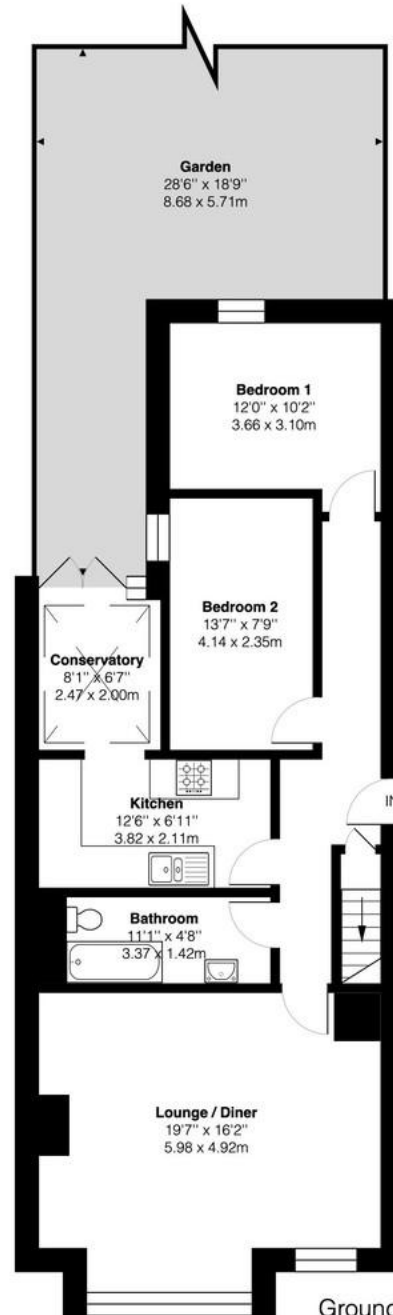 Garden
28'6" x 18'9"
8.68 x 5.71m
Bedroom 1
12'0" x 10'2"
3.66 x 3.10m
Bedroom 2
13'7" x 7'9"
4.14 x 2.35m
Conservatory
8'1" x 6'7"
2.47 x 2.00m
Kitchen
12'6" x 6'11"
3.82 x 2.11m
IN
Bathroom
11'1" x 4'8"
3.37 x 1.42m
Lounge / Diner
19'7" x 16'2"
5.98 x 4.92m
Ground